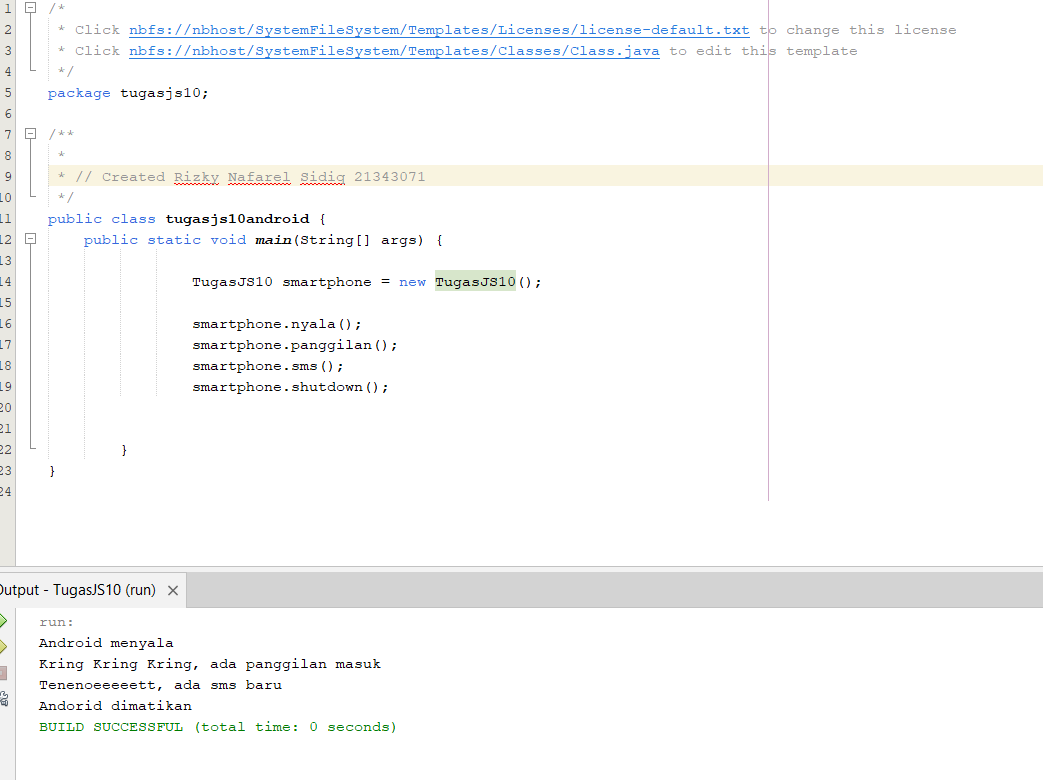 1 /*
2 * Click nbfs://nbhost/SystemFileSystem/Templates/Licenses/license-default.txt to change this license
3 * Click nbfs://nbhost/SystemFileSystem/Templates/Classes/Class.java to edit this template
4 */
5 package tugasjs10;
6
7 /**
8 *
9 * // Created Rizky Nafarel Sidiq 21343071
10 */
11 public class tugasjs10android {
12 public static void main(String[] args) {
13
14 TugasJS10 smartphone = new TugasJS10();
15
16 smartphone.nyala();
17 smartphone.panggilan();
18 smartphone.sms();
19 smartphone.shutdown();
20
21
22 }
23 }
24
Output - TugasJS10 (run) ×
run:
Android menyala
Kring Kring Kring, ada panggilan masuk
Tenenoeeeeett, ada sms baru
Andorid dimatikan
BUILD SUCCESSFUL (total time: 0 seconds)